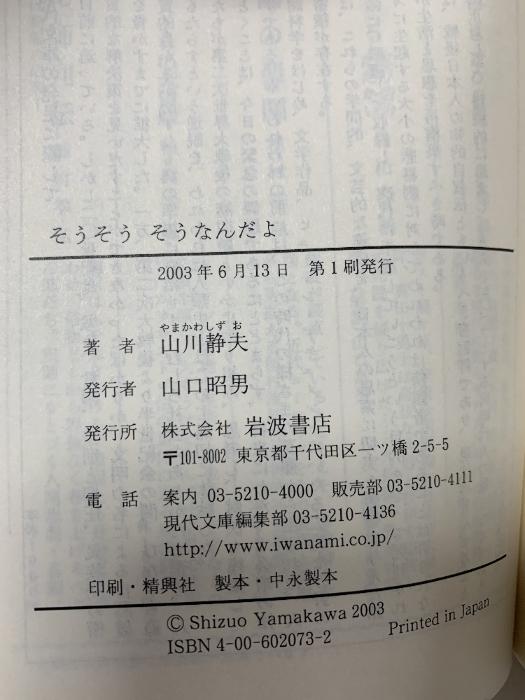 そうそう そうなんだよ
2003年6月13日 第1刷発行
やまかわしずお
著者 山川静夫
発行者 山口昭男
発行所 株式会社 岩波書店
〒101-8002 東京都千代田区一ツ橋2-5-5
電話 案内 03-5210-4000 販売部 03-5210-4111
現代文庫編集部 03-5210-4136
http://www.iwanami.co.jp/
印刷・精興社 製本・中永製本
© Shizuo Yamakawa 2003
ISBN 4-00-602073-2 Printed in Japan